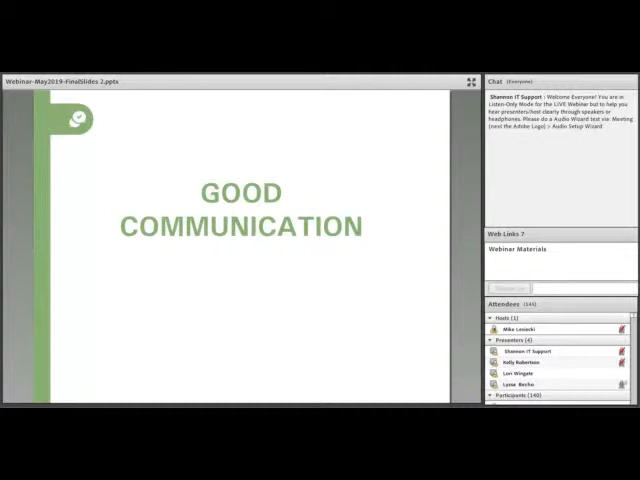 Webinar-May2019-FinalSlides 2.ppts
GOOD
COMMUNICATION
Chat (Everyone)
Shannon IT Support : Welcome Everyone! You are in
Listen-Only Mode for the LIVE Webinar but to help you
hear presenters/host clearly through speakers or
headphones. Please do a Audio Wizard test via: Meeting
(next the Adobe Logo) > Audio Setup Wizard
Web Links 7
Webinar Materials
Attendees (145)
Hosts (1)
Mike Lesiecki
Presenters (4)
Shannon IT Support
Kelly Robertson
Lori Wingate
Lyssa Becho
Participants (140)